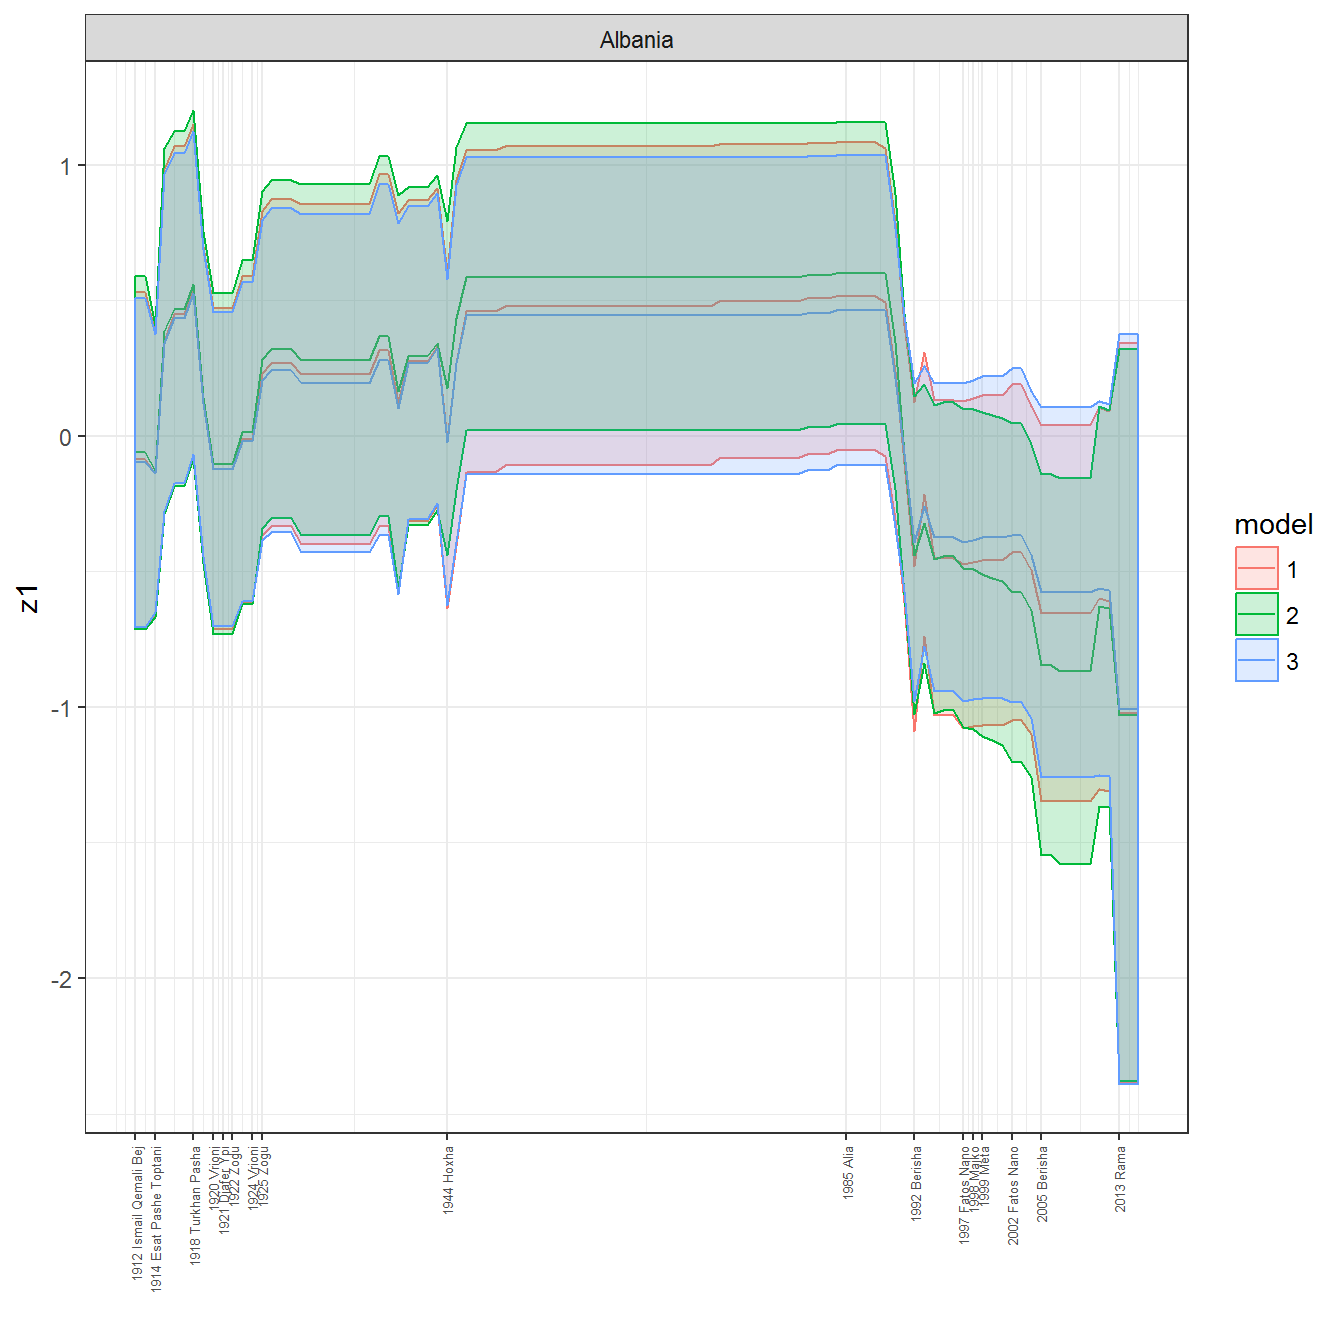 Albania
z1
1
0
-1
-2
model
1
2
3
1912 Ismail Qemali Bej
1914 Esat Pashe Toptani
1918 Turkhan Pasha
1920 Vrioni
1921 Djafer Ypi
1922 Zogu
1924 Vrioni
1925 Zogu
1944 Hoxha
1985 Alia
1992 Berisha
1997 Fatos Nano
1998 Majko
1999 Meta
2002 Fatos Nano
2005 Berisha
2013 Rama